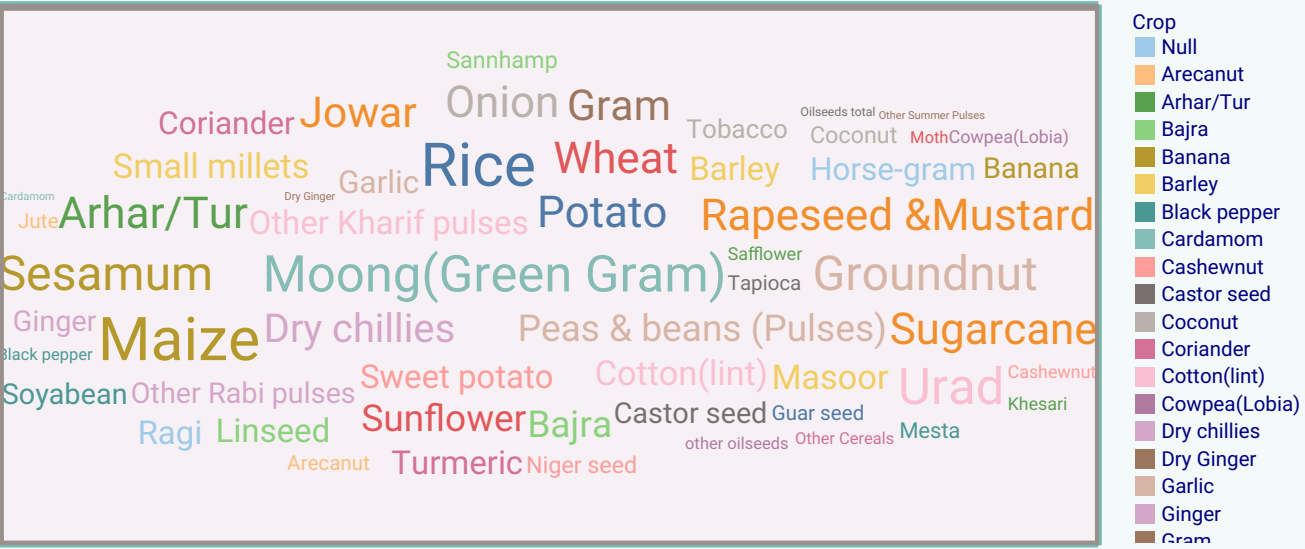 Sannhamp
Onion Gram
Coriander Jowar
Oilseeds total Other Summer Pulses
Tobacco Coconut Moth Cowpea(Lobia)
Small millets Garlic Rice Wheat Barley Horse-gram Banana
Cardamom Dry Ginger
Jute Arhar/Tur Other Kharif pulses Potato Rapeseed &Mustard
Safflower
Sesamum Moong(Green Gram) Tapioca Groundnut
Ginger Maize Dry chillies Peas & beans (Pulses) Sugarcane
Black pepper
Sweet potato Cotton(lint) Masoor Urad Cashewnut
Soyabean Other Rabi pulses Khesari
Ragi Linseed Sunflower Bajra Castor seed Guar seed Mesta
other oilseeds Other Cereals
Arecanut Turmeric Niger seed
Crop
Null
Arecanut
Arhar/Tur
Bajra
Banana
Barley
Black pepper
Cardamom
Cashewnut
Castor seed
Coconut
Coriander
Cotton(lint)
Cowpea(Lobia)
Dry chillies
Dry Ginger
Garlic
Ginger
Gram